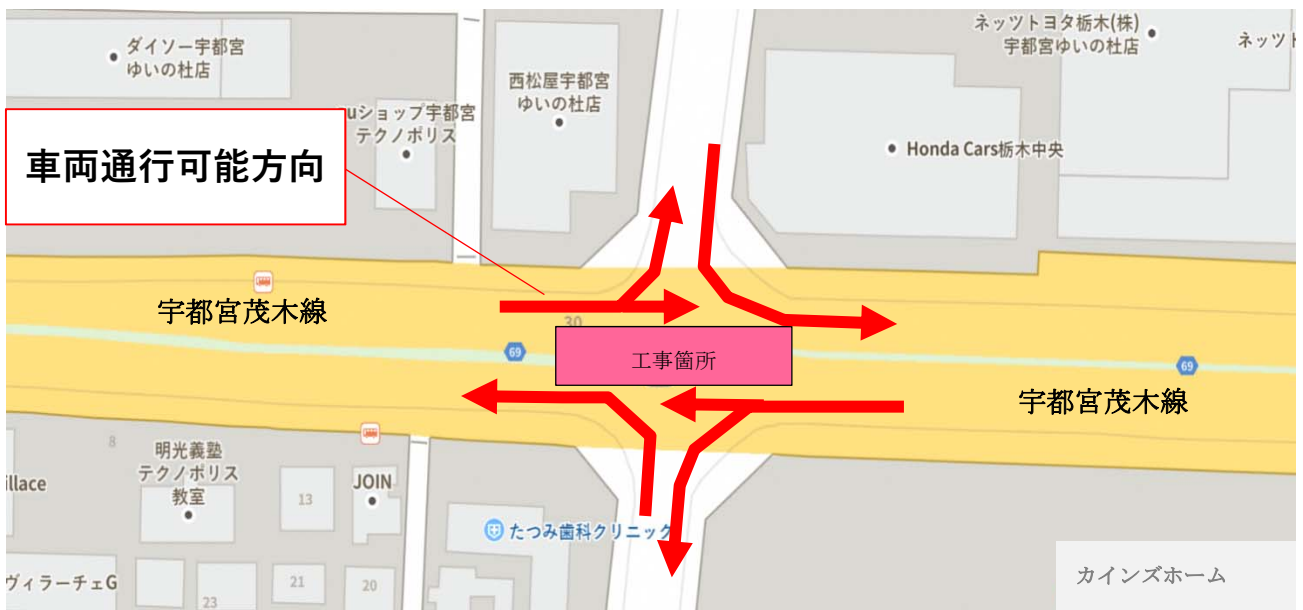 ダイソー宇都宮
ゆいの杜店
西松屋宇都宮
ゆいの杜店
ネッツトヨタ栃木(株)
宇都宮ゆいの杜店
ネッツト
uショップ宇都宮
テクノポリス
車両通行可能方向
Honda Cars栃木中央
宇都宮茂木線
30
69
工事箇所
69
宇都宮茂木線
8
明光義塾
テクノポリス
教室
illace
13
JOIN
たつみ歯科クリニック
ヴィラーチェG
21
20
23
カインズホーム